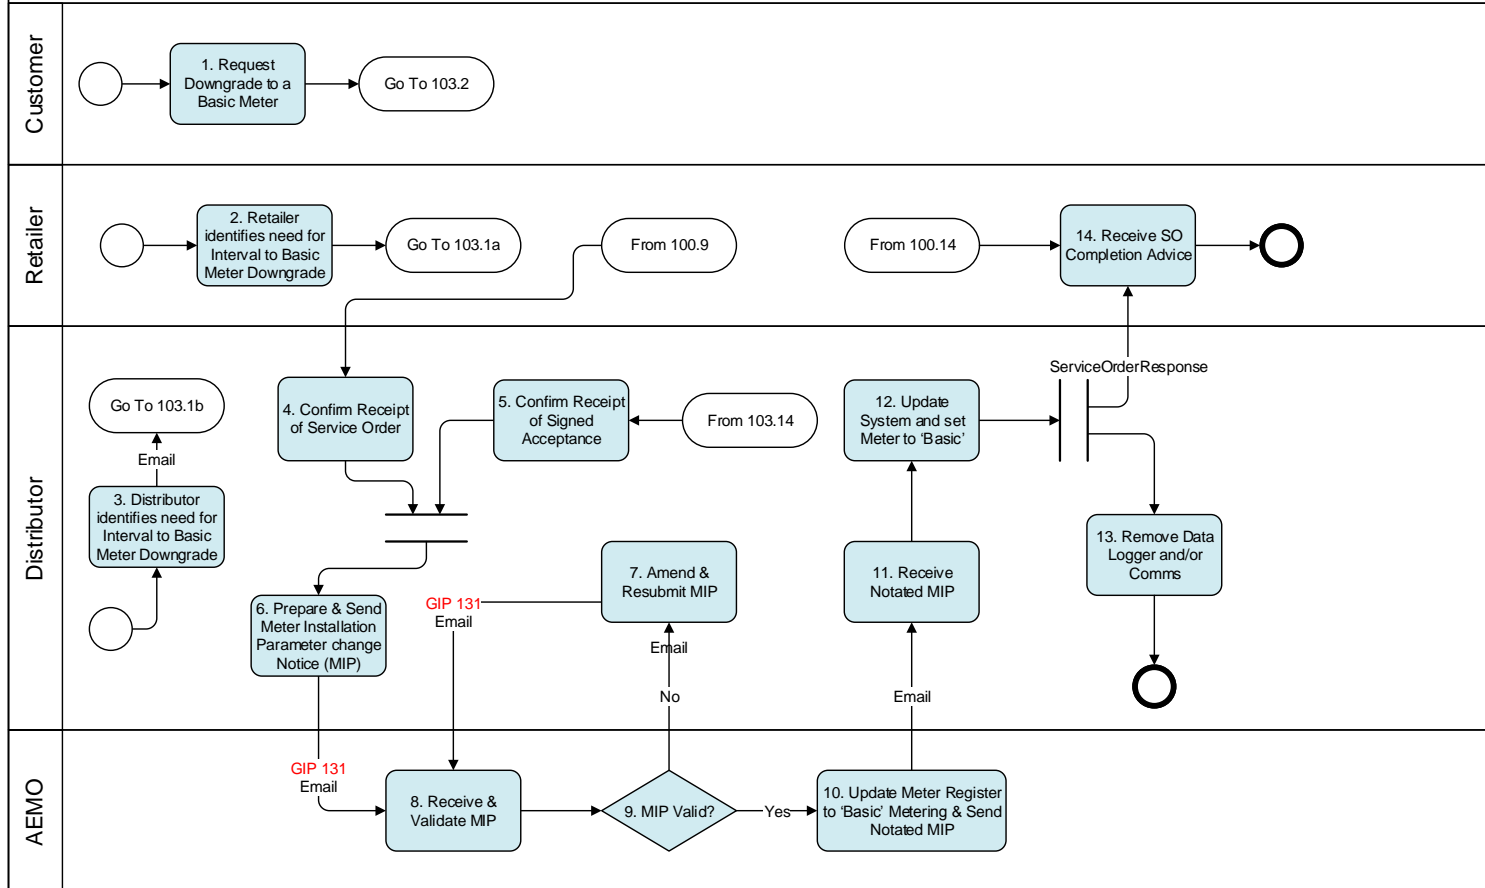 Customer
1. Request
Downgrade to a
Basic Meter
Go To 103.2
Retailer
2. Retailer
identifies need for
Interval to Basic
Meter Downgrade
Go To 103.1a
From 100.9
From 100.14
14. Receive SO
Completion Advice
Distributor
Go To 103.1b
Email
3. Distributor
identifies need for
Interval to Basic
Meter Downgrade
4. Confirm Receipt
of Service Order
5. Confirm Receipt
of Signed
Acceptance
From 103.14
12. Update
System and set
Meter to ‘Basic’
ServiceOrderResponse
6. Prepare & Send
Meter Installation
Parameter change
Notice (MIP)
GIP 131
Email
7. Amend &
Resubmit MIP
Email
No
11. Receive
Notated MIP
Email
13. Remove Data
Logger and/or
Comms
AEMO
GIP 131
Email
8. Receive &
Validate MIP
9. MIP Valid?
Yes
10. Update Meter Register
to ‘Basic’ Metering & Send
Notated MIP